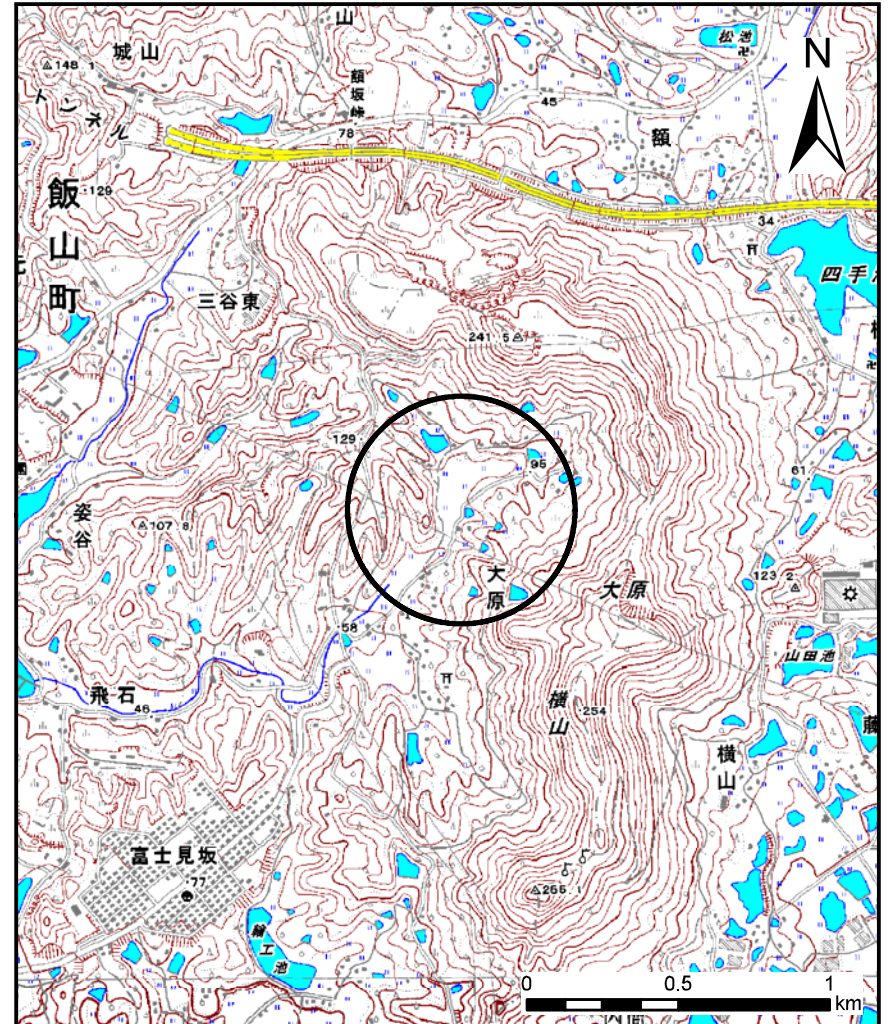 山
城山
148.1
松池
N
トンネル
額坂峠
45
78
額
飯山町
129
34
四手
三谷東
241.5
129
95
61
姿谷
107.8
大原
大原
123.2
58
山田池
飛石
46
横山
254
横山
藤
富士見坂
77
255.1
輪工池
0 0.5 1
km